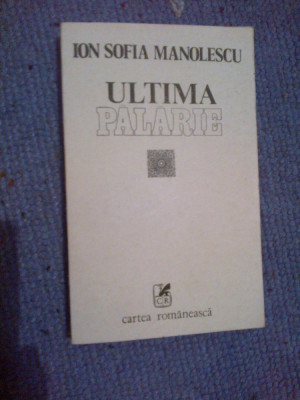 ION SOFIA MANOLESCU
ULTIMA
PALARIE
CR
cartea românească